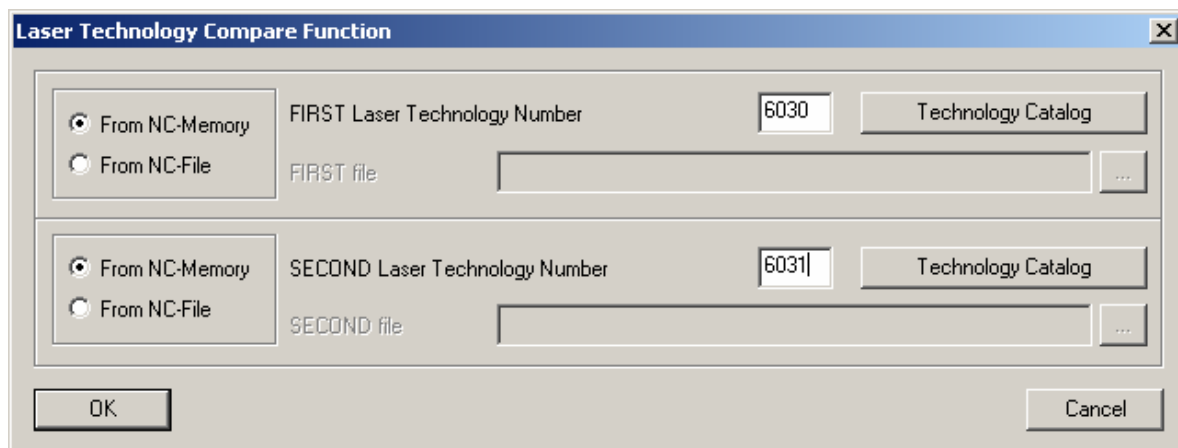 Laser Technology Compare Function
From NC-Memory
FIRST Laser Technology Number
6030
Technology Catalog
From NC-File
FIRST file
...
From NC-Memory
SECOND Laser Technology Number
6031
Technology Catalog
From NC-File
SECOND file
...
OK
Cancel